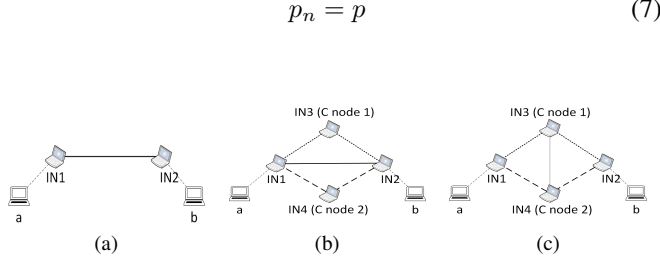 pₙ = p (7)
IN3 (C node 1) IN3 (C node 1)
IN1 IN2 IN1 IN2 IN1 IN2
a b a IN4 (C node 2) b a IN4 (C node 2) b
(a) (b) (c)